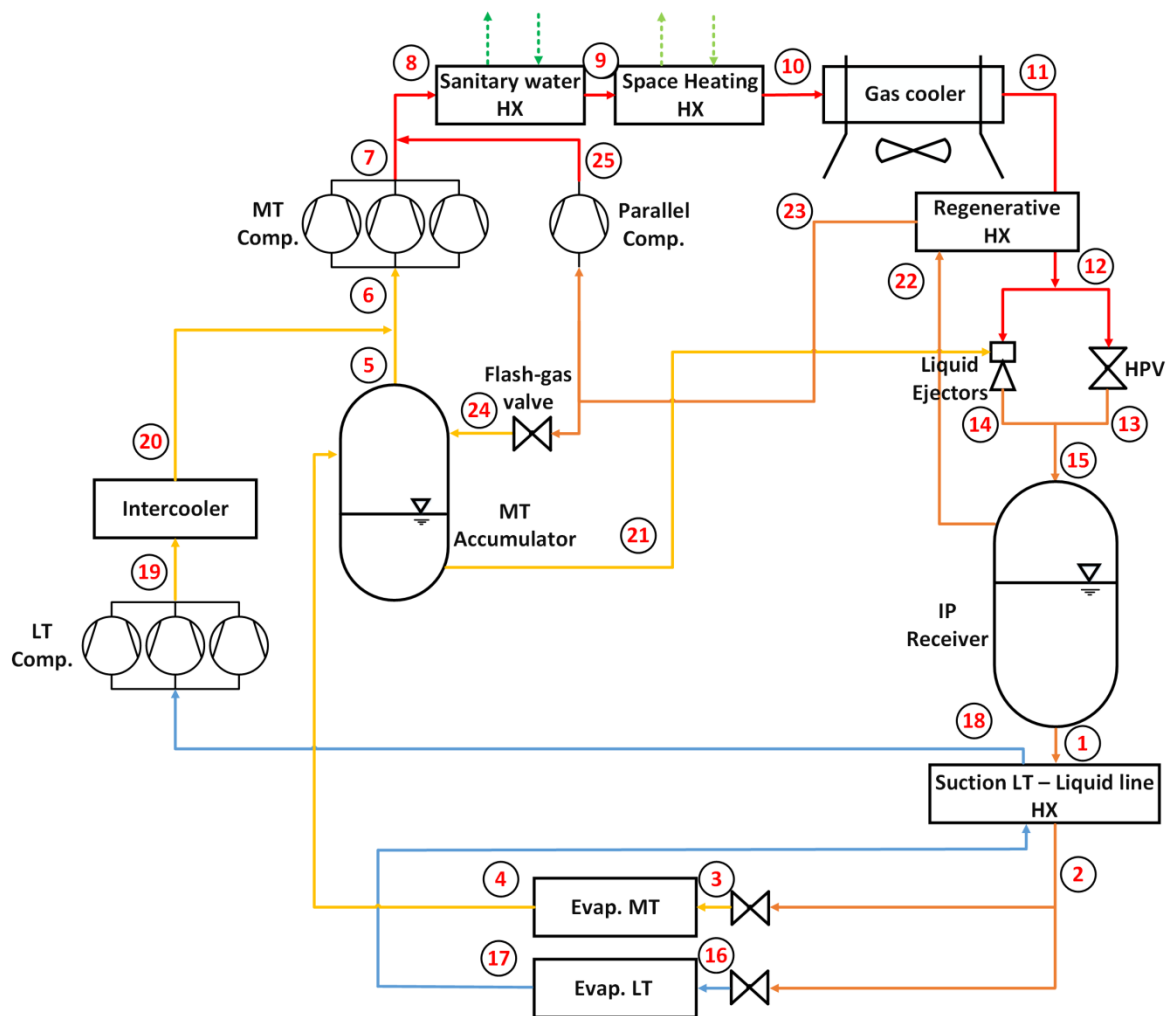 8
Sanitary water
HX
9
Space Heating
HX
10
Gas cooler
11
7
25
MT
Comp.
Parallel
Comp.
23
Regenerative
HX
6
22
12
5
Flash-gas
valve
24
Liquid
Ejectors
HPV
14
13
20
15
Intercooler
MT
Accumulator
21
19
LT
Comp.
IP
Receiver
18
1
Suction LT – Liquid line
HX
4
Evap. MT
3
2
17
Evap. LT
16